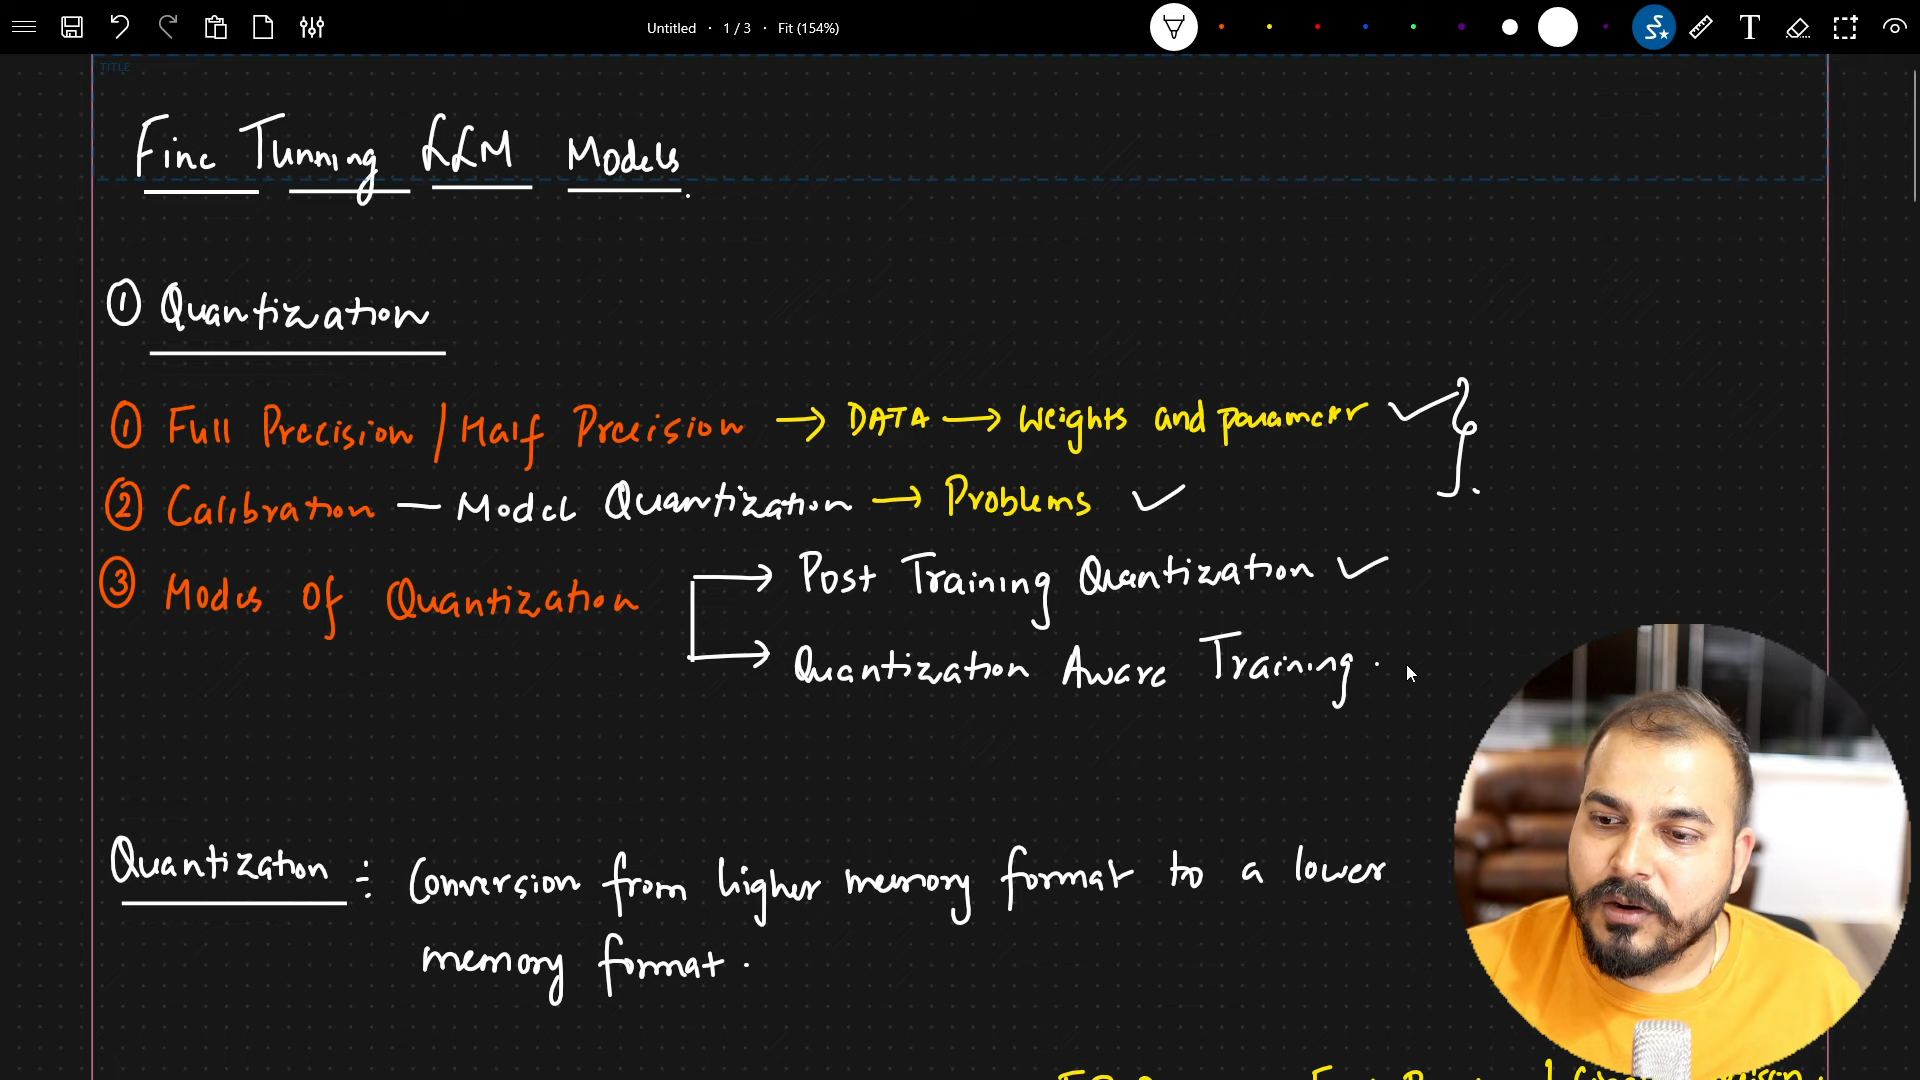 Untitled · 1 / 3 · Fit (154%)
TITLE
Fine Tunning LLM Models.
① Quantization
① Full Precision / Half Precision → DATA → Weights and parameter ✓
② Calibration — Model Quantization → Problems ✓
③ Modes Of Quantization → Post Training Quantization ✓
→ Quantization Aware Training.
Quantization ÷ Conversion from higher memory format to a lower
memory format.